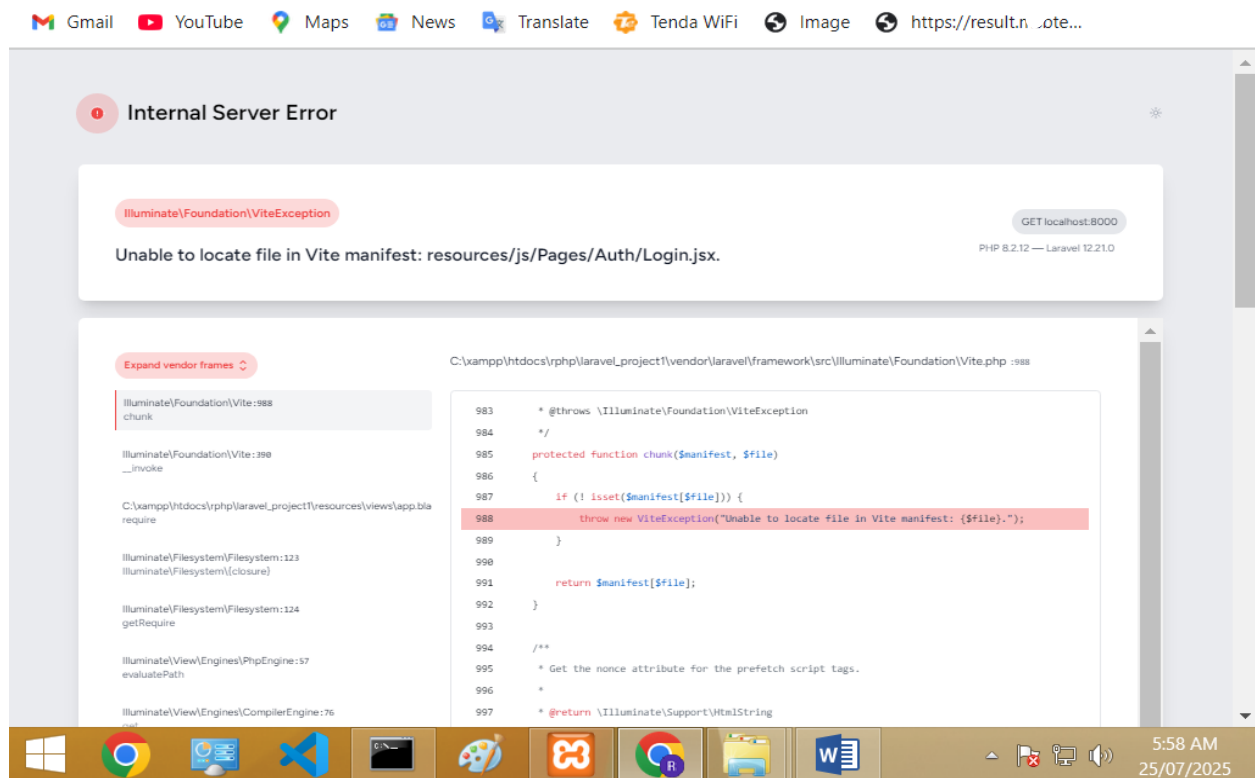 Gmail YouTube Maps News Translate Tenda WiFi Image
Internal Server Error
Illuminate\Foundation\ViteException
GET localhost:8000
Unable to locate file in Vite manifest: resources/js/Pages/Auth/Login.jsx.
PHP 8.2.12 — Laravel 12.21.0
Expand vendor frames
Illuminate\Foundation\Vite:988
chunk
Illuminate\Foundation\Vite:390
__invoke
C:\xampp\htdocs\rphp\laravel_project1\resources\views\app.bla
require
Illuminate\Filesystem\Filesystem:123
Illuminate\Filesystem\{closure}
Illuminate\Filesystem\Filesystem:124
getRequire
Illuminate\View\Engines\PhpEngine:57
evaluatePath
Illuminate\View\Engines\CompilerEngine:76
get
C:\xampp\htdocs\rphp\laravel_project1\vendor\laravel\framework\src\Illuminate\Foundation\Vite.php :988
983 * @throws \Illuminate\Foundation\ViteException
984 */
985 protected function chunk($manifest, $file)
986 {
987 if (! isset($manifest[$file])) {
988 throw new ViteException("Unable to locate file in Vite manifest: {$file}.");
989 }
990
991 return $manifest[$file];
992 }
993
994 /**
995 * Get the nonce attribute for the prefetch script tags.
996 *
997 * @return \Illuminate\Support\HtmlString
5:58 AM
25/07/2025